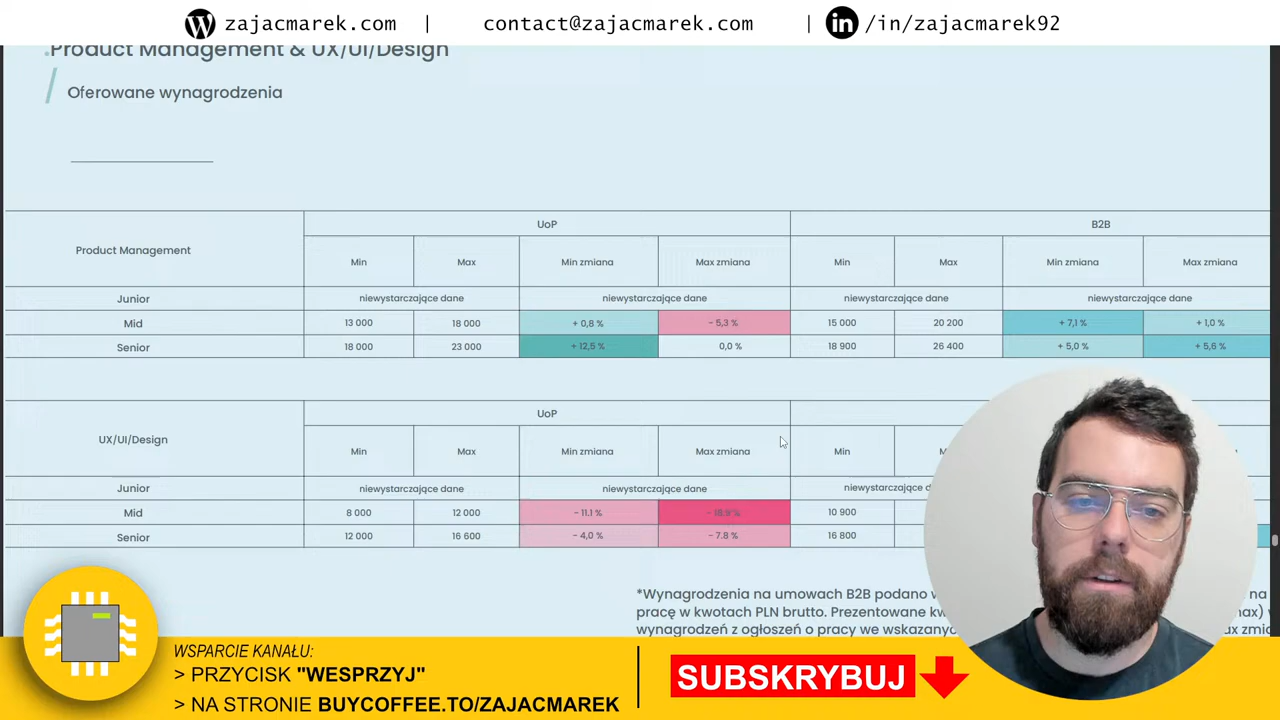 zajacmarek.com | contact@zajacmarek.com | /in/zajacmarek92
.Product Management & UX/UI/Design
Oferowane wynagrodzenia
Product Management UoP B2B
Min Max Min zmiana Max zmiana Min Max Min zmiana Max zmiana
Junior niewystarczające dane niewystarczające dane niewystarczające dane niewystarczające dane
Mid 13 000 18 000 + 0,8 % - 5,3 % 15 000 20 200 + 7,1 % + 1,0 %
Senior 18 000 23 000 + 12,5 % 0,0 % 18 900 26 400 + 5,0 % + 5,6 %
UX/UI/Design UoP
Min Max Min zmiana Max zmiana Min
Junior niewystarczające dane niewystarczające dane niewystarczające
Mid 8 000 12 000 - 11.1 % - 18.9 % 10 900
Senior 12 000 16 600 - 4,0 % - 7.8 % 16 800
*Wynagrodzenia na umowach B2B podano na
pracę w kwotach PLN brutto. Prezentowane
wynagrodzeń z ogłoszeń o pracy we
WSPARCIE KANAŁU:
> PRZYCISK "WESPRZYJ"
> NA STRONIE BUYCOFFEE.TO/ZAJACMAREK
SUBSKRYBUJ